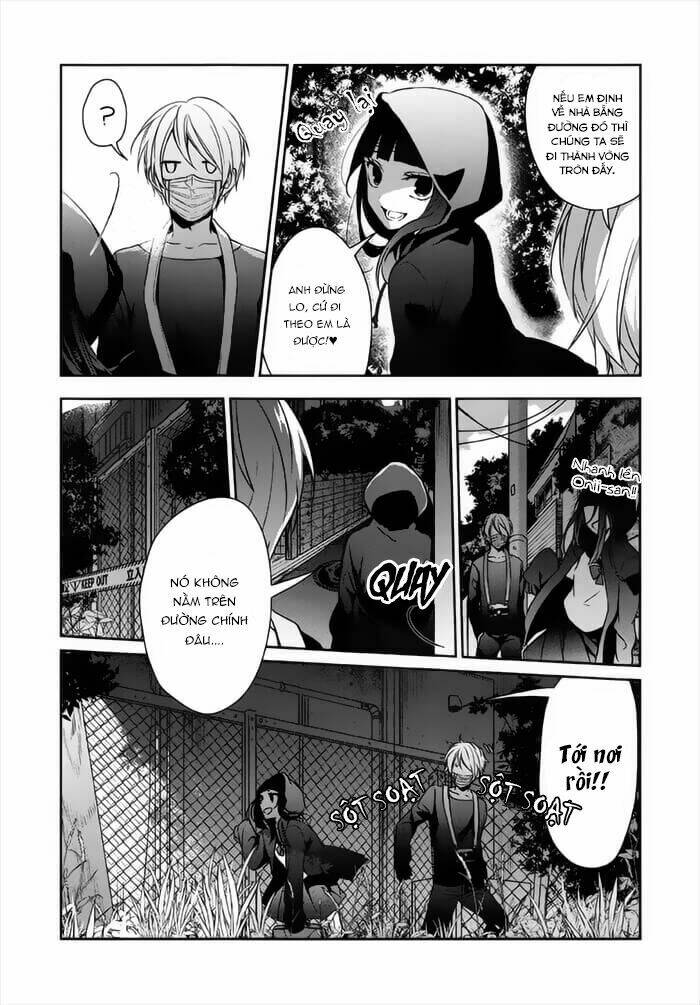 NẾU EM ĐỊNH
VỀ NHÀ BẰNG
ĐƯỜNG ĐÓ THÌ
CHÚNG TA SẼ
ĐI THÀNH VÒNG
TRÒN ĐẤY.
Quay lại
ANH ĐỪNG
LO, CỨ ĐI
THEO EM LÀ
ĐƯỢC!♥
?
Nhanh lên
Onii-san!!
QUAY
NÓ KHÔNG
NẰM TRÊN
ĐƯỜNG CHÍNH
ĐÂU....
KEEP OUT
Tới nơi
rồi!!
SỘT SOẠT
SỘT SOẠT